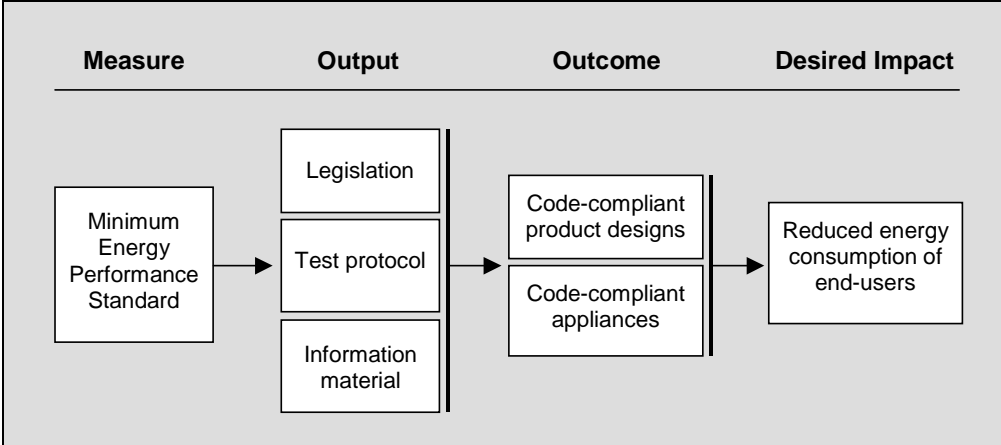 Measure
Output
Outcome
Desired Impact
Minimum
Energy
Performance
Standard
Legislation
Test protocol
Information
material
Code-compliant
product designs
Code-compliant
appliances
Reduced energy
consumption of
end-users